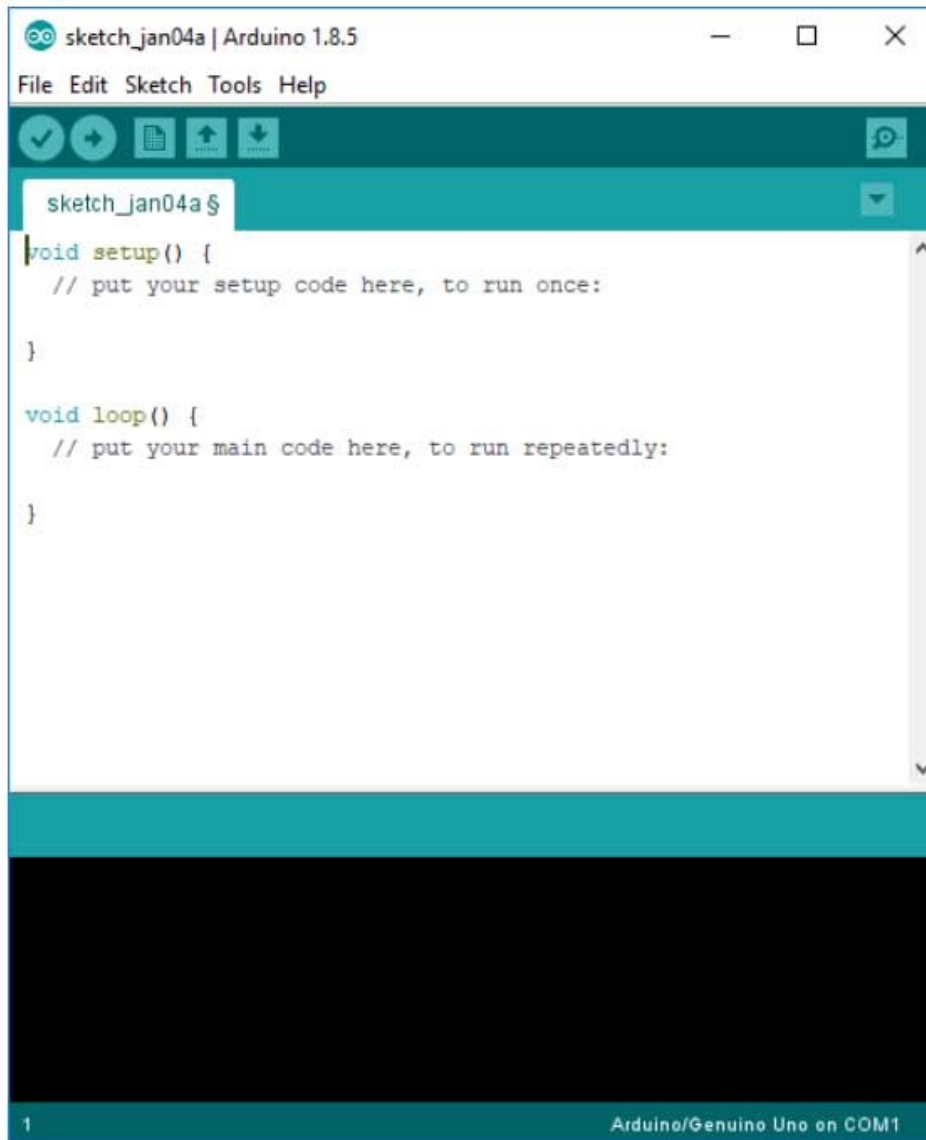 sketch_jan04a | Arduino 1.8.5
File Edit Sketch Tools Help
sketch_jan04a §
void setup() {
  // put your setup code here, to run once:
}
void loop() {
  // put your main code here, to run repeatedly:
}
1 Arduino/Genuino Uno on COM1